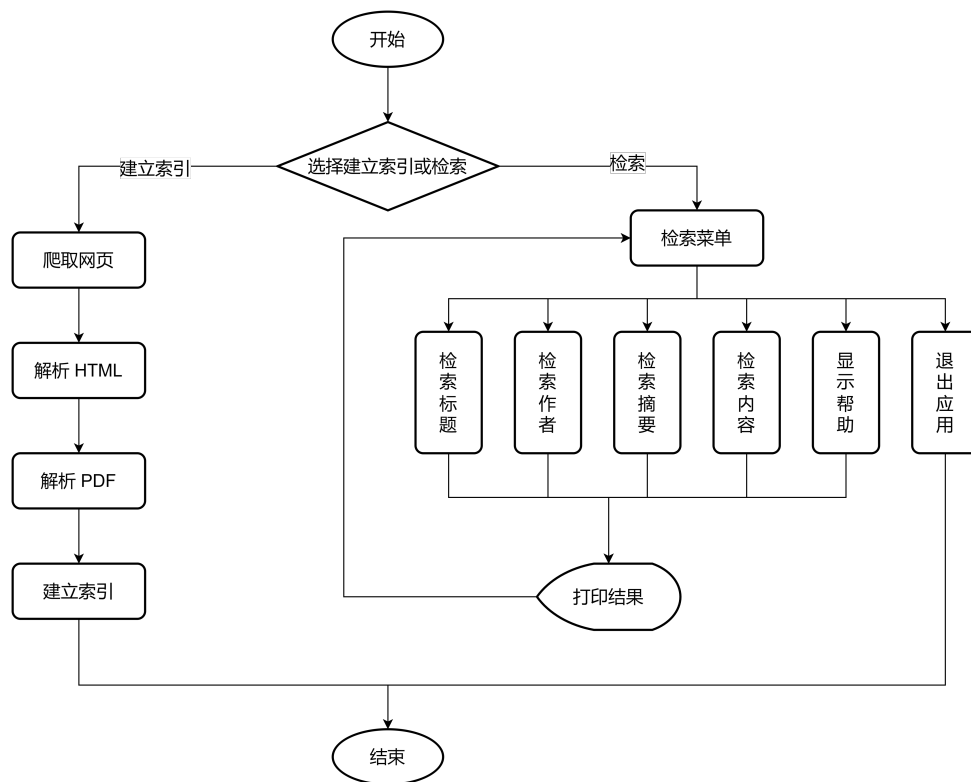 开始
选择建立索引或检索
建立索引
检索
爬取网页
解析 HTML
解析 PDF
建立索引
检索菜单
检索标题
检索作者
检索摘要
检索内容
显示帮助
退出应用
打印结果
结束